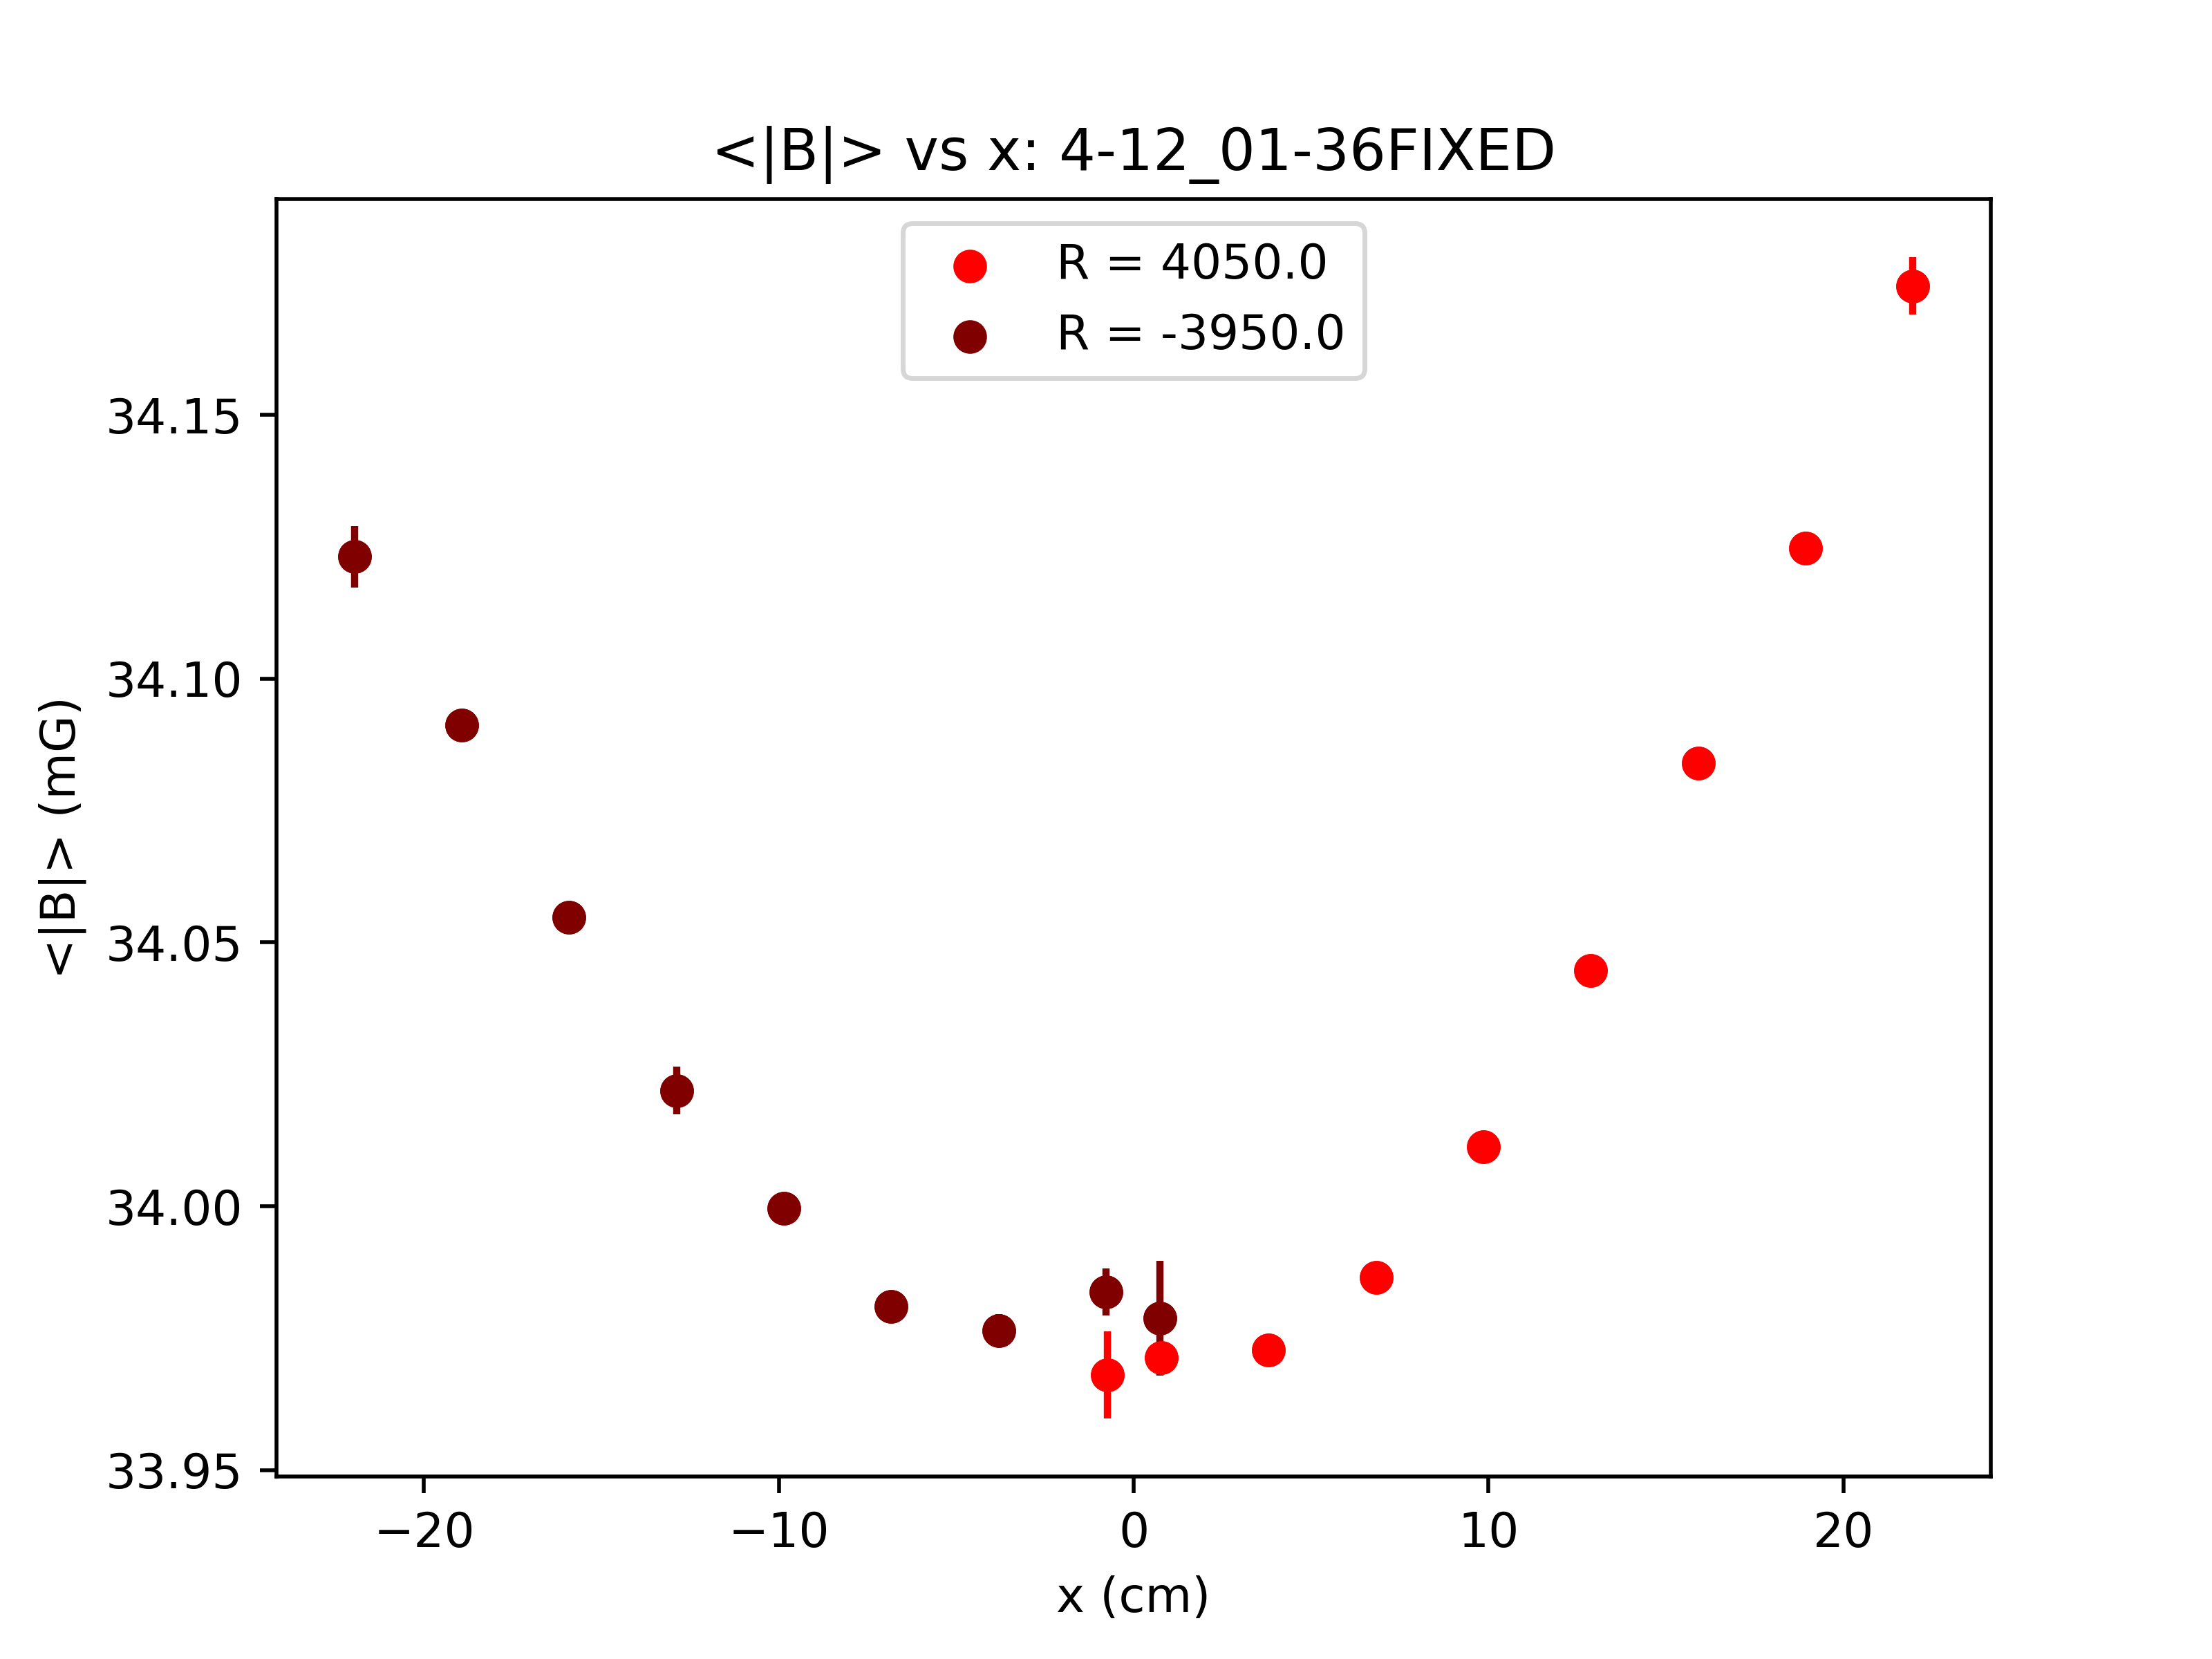 <|B|> vs x: 4-12_01-36FIXED
R = 4050.0
R = -3950.0
34.15
34.10
34.05
34.00
33.95
<|B|> (mG)
−20
−10
0
10
20
x (cm)